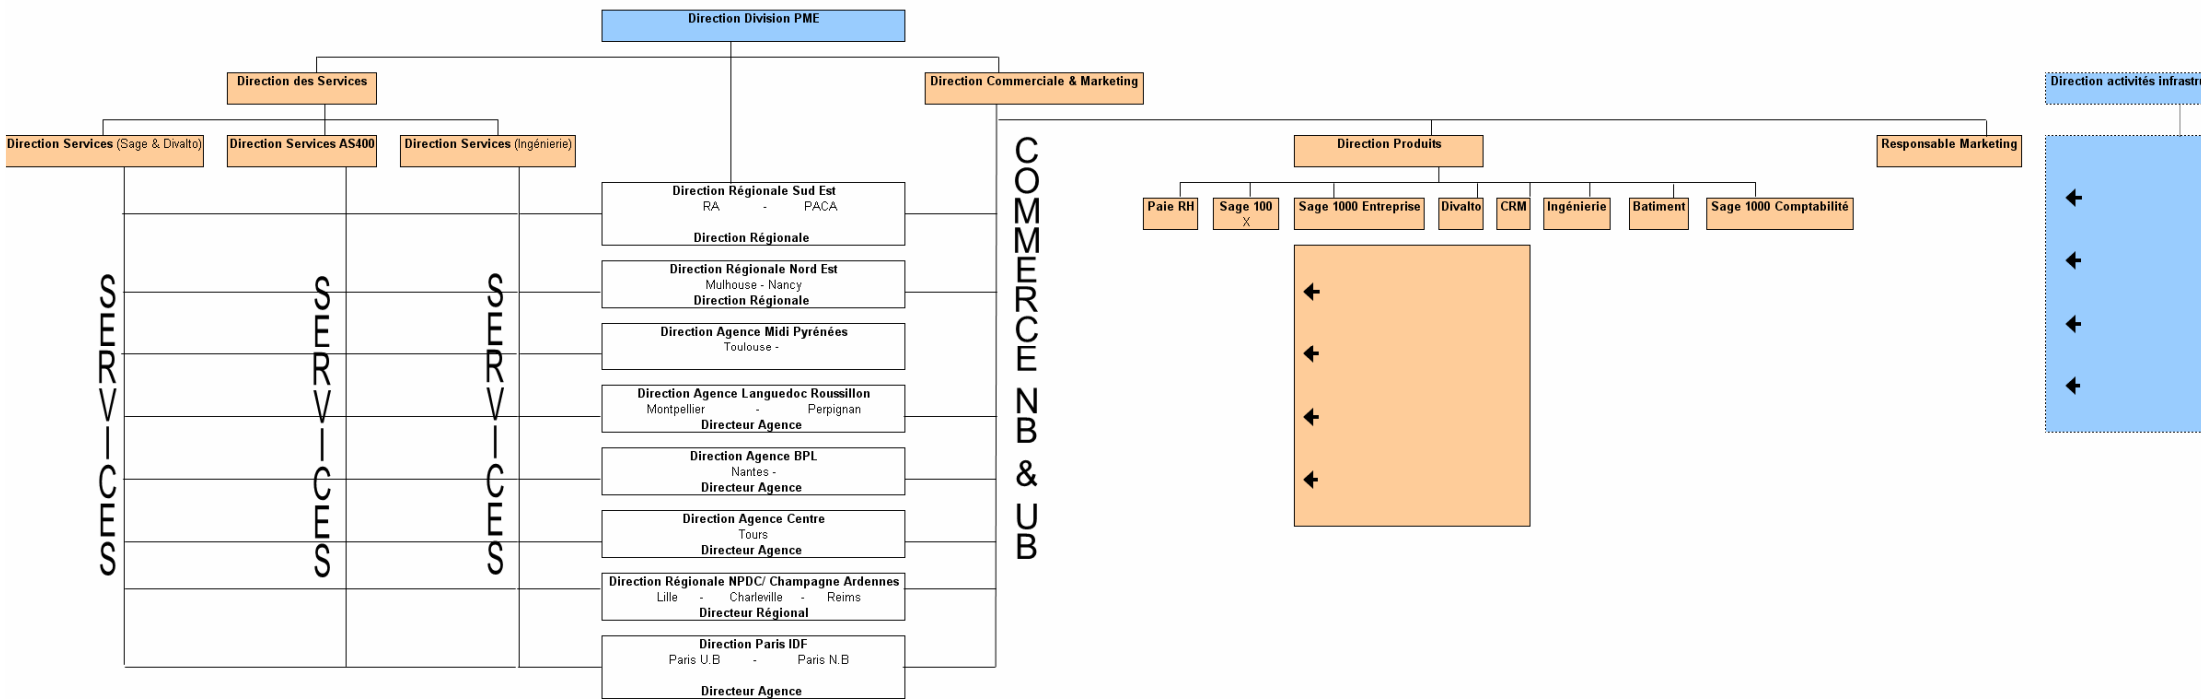 Direction Division PME
Direction des Services
Direction Commerciale & Marketing
Direction activités infrastru
Direction Services (Sage & Divalto)
Direction Services AS400
Direction Services (Ingénierie)
Direction Produits
Responsable Marketing
Paie RH
Sage 100
X
Sage 1000 Entreprise
Divalto
CRM
Ingénierie
Batiment
Sage 1000 Comptabilité
SERVICES
SERVICES
SERVICES
Direction Régionale Sud Est
RA - PACA
Direction Régionale
Direction Régionale Nord Est
Mulhouse - Nancy
Direction Régionale
Direction Agence Midi Pyrénées
Toulouse -
Direction Agence Languedoc Roussillon
Montpellier - Perpignan
Directeur Agence
Direction Agence BPL
Nantes -
Directeur Agence
Direction Agence Centre
Tours
Directeur Agence
Direction Régionale NPDC/ Champagne Ardennes
Lille - Charleville - Reims
Directeur Régional
Direction Paris IDF
Paris U.B - Paris N.B
Directeur Agence
COMMERCE NB & UB